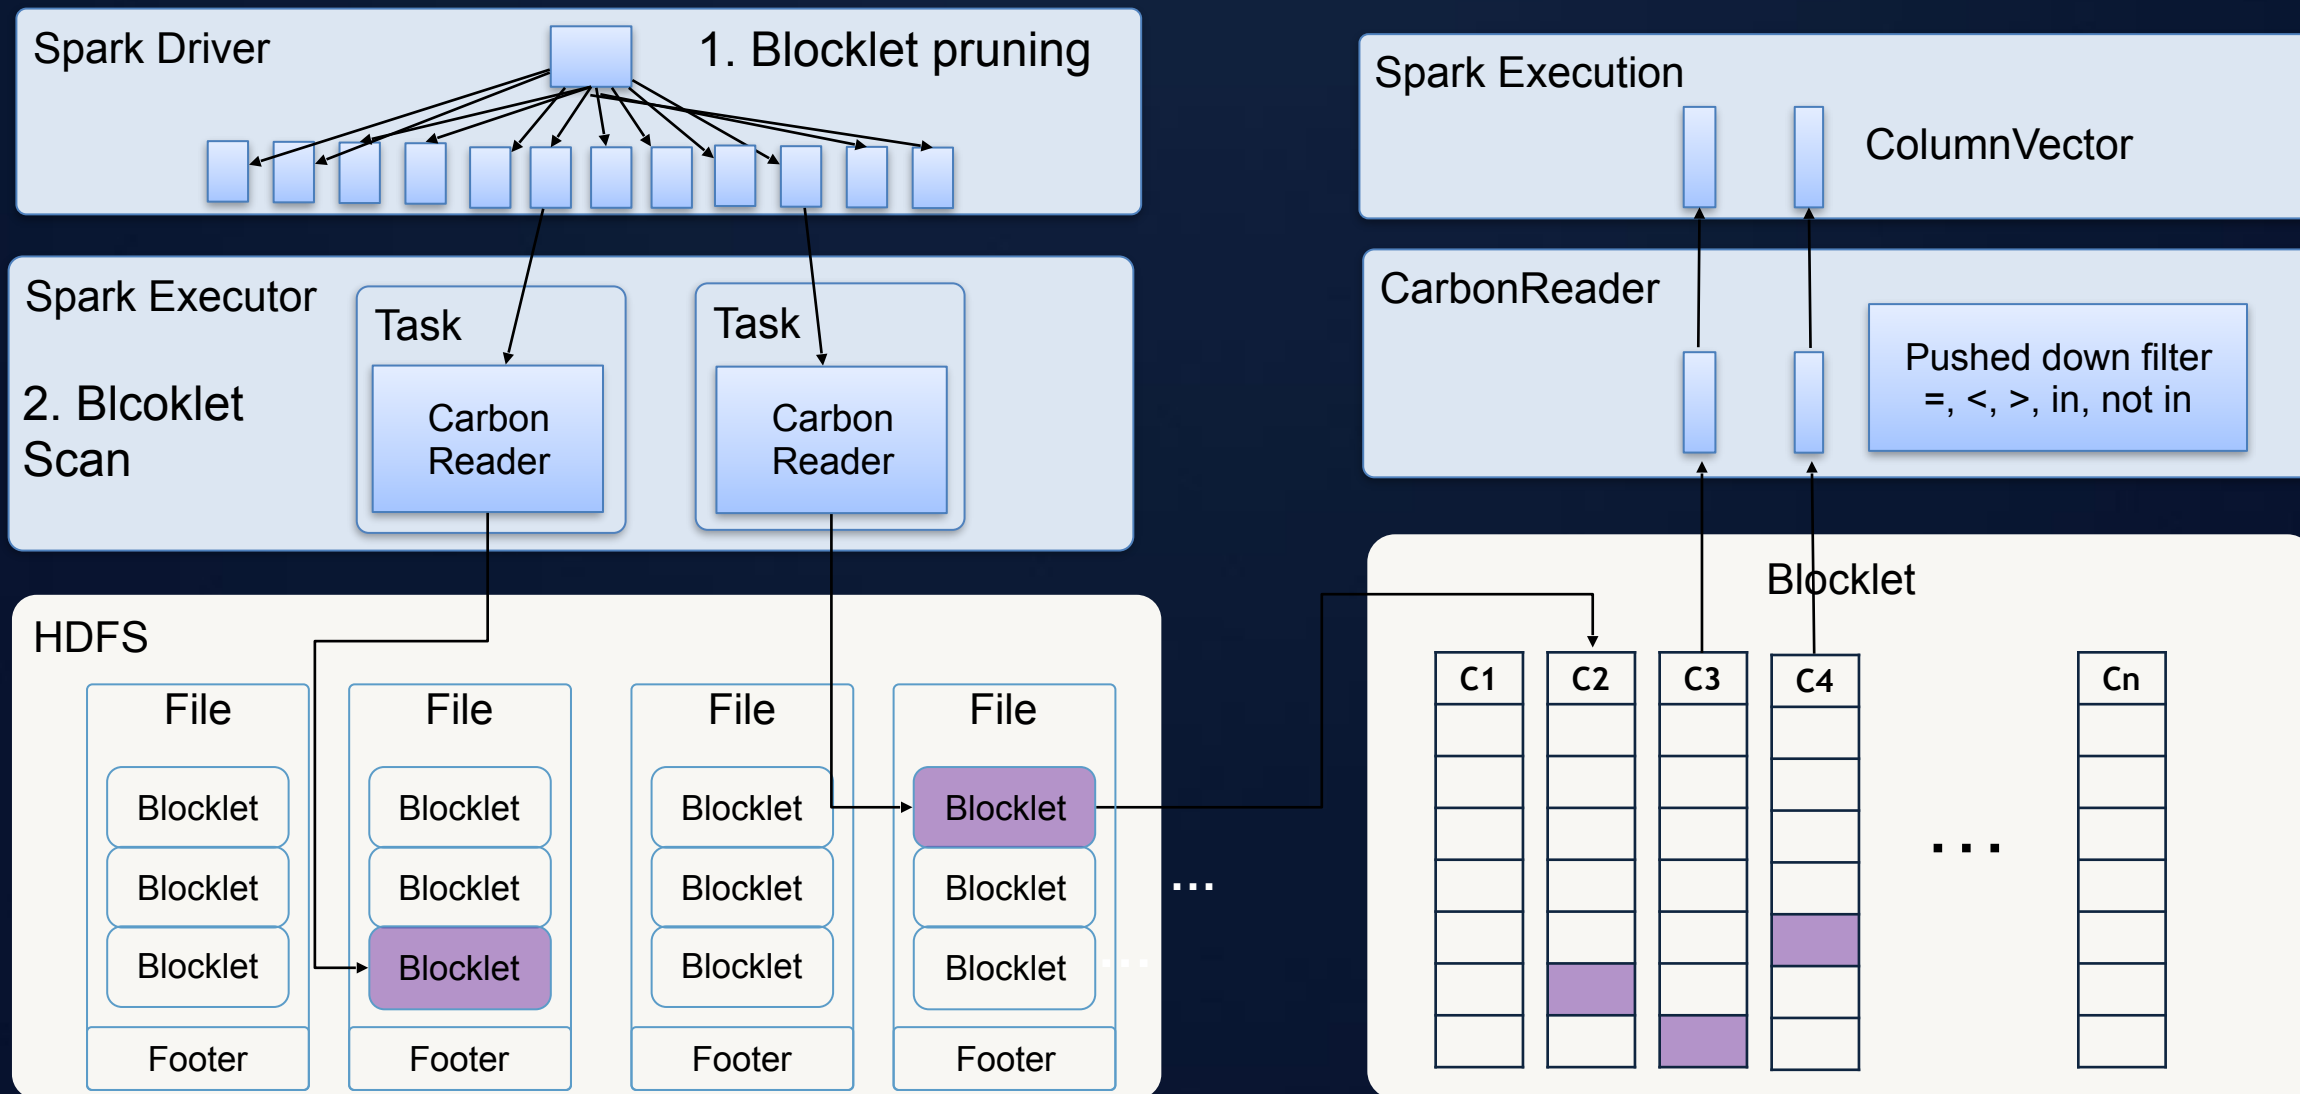 Spark Driver
1. Blocklet pruning
Spark Executor
2. Blcoklet
Scan
Task
Carbon
Reader
Task
Carbon
Reader
HDFS
File
Blocklet
Blocklet
Blocklet
Footer
File
Blocklet
Blocklet
Blocklet
Footer
File
Blocklet
Blocklet
Blocklet
Footer
File
Blocklet
Blocklet
Blocklet
Footer
...
...
Spark Execution
ColumnVector
CarbonReader
Pushed down filter
=, <, >, in, not in
Blocklet
C1 C2 C3 C4 ... Cn